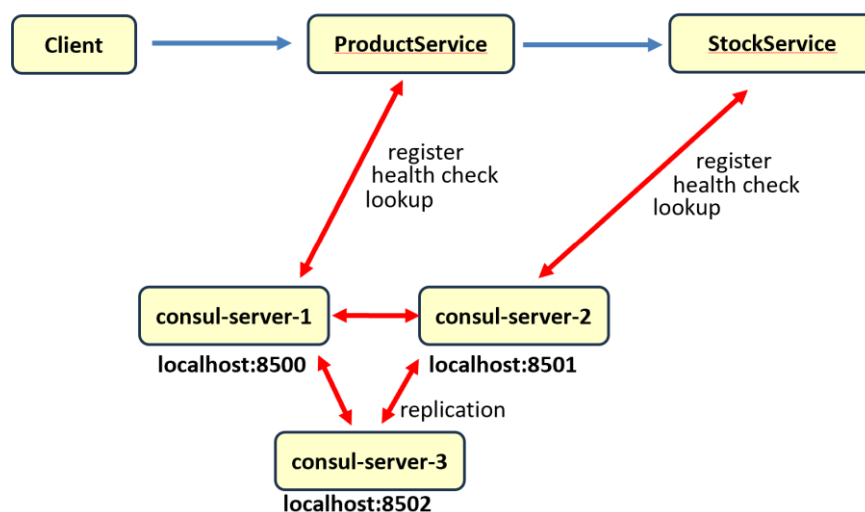 Client
ProductService
StockService
register
health check
lookup
register
health check
lookup
consul-server-1
consul-server-2
localhost:8500
localhost:8501
replication
consul-server-3
localhost:8502